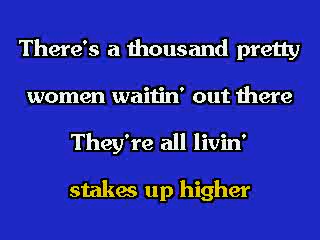 There's a thousand pretty
women waitin' out there
They're all livin'
stakes up higher